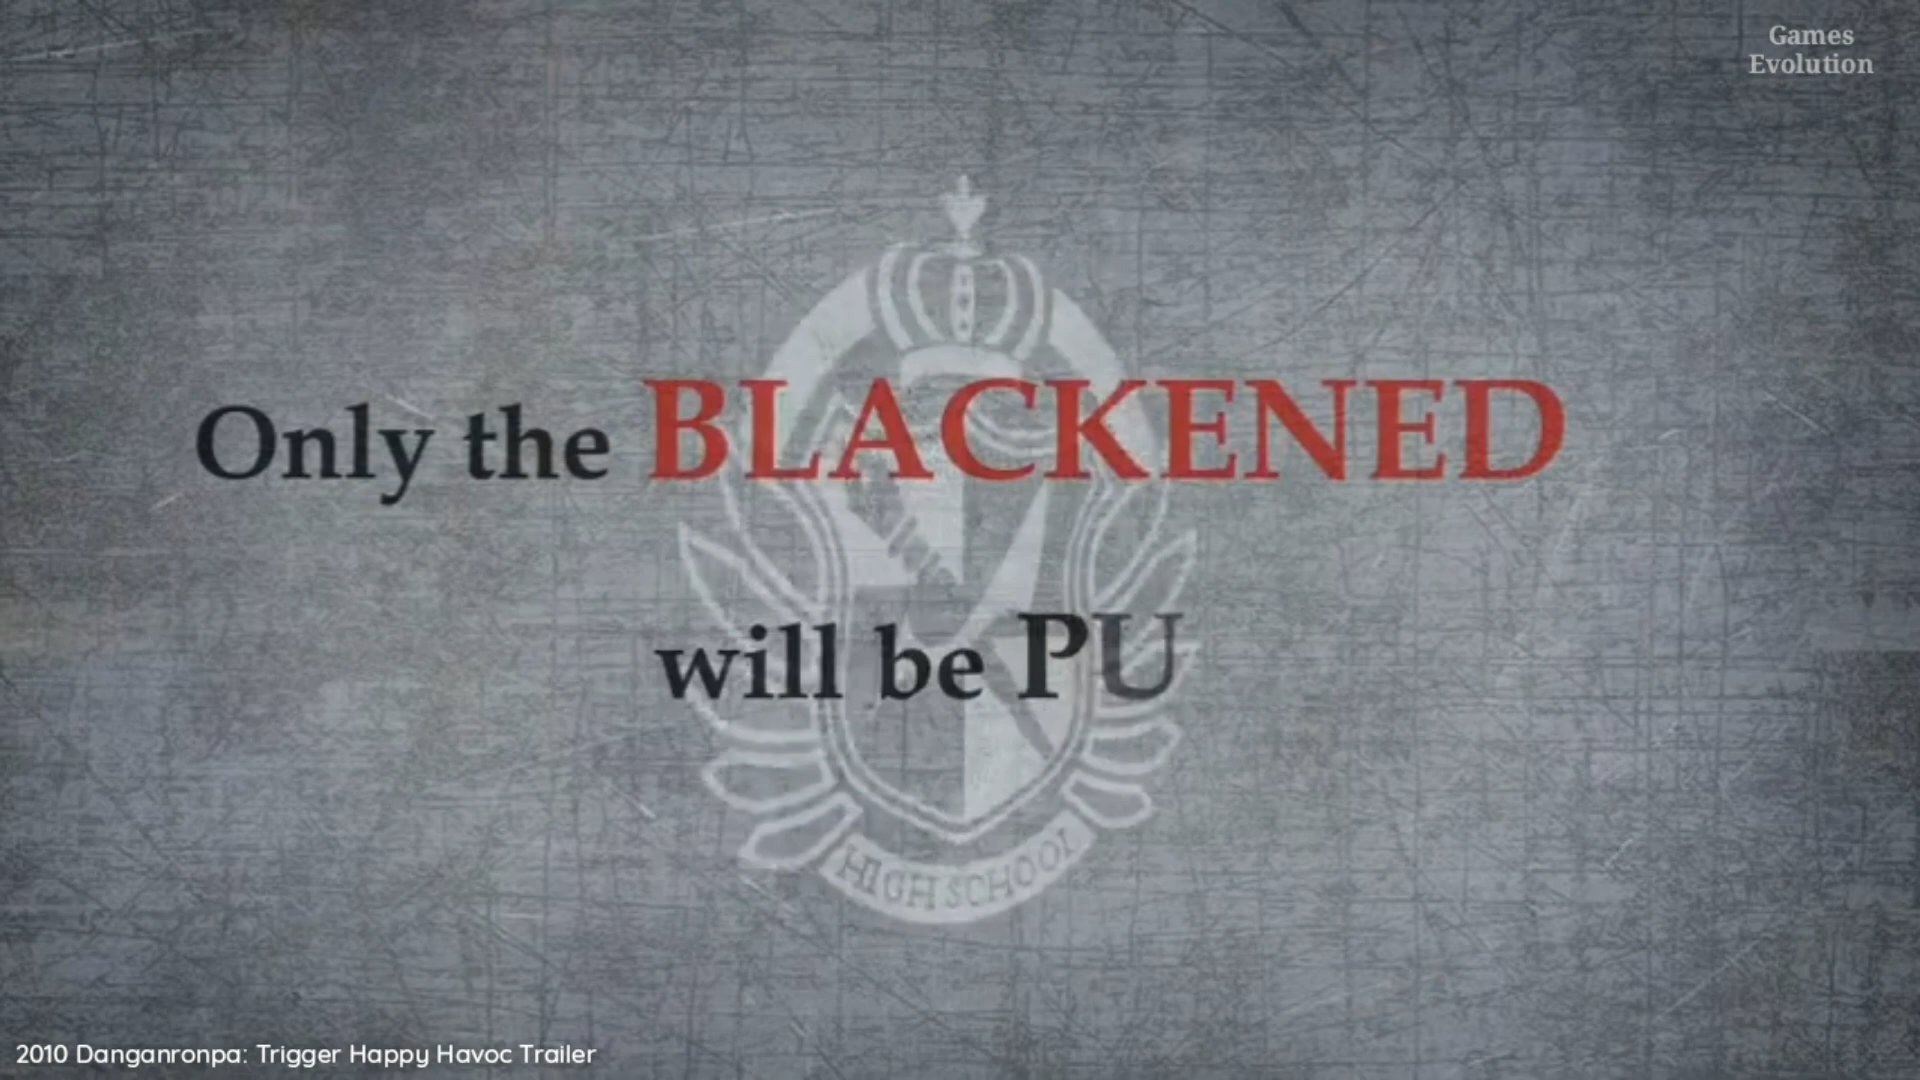 Games
Evolution
Only the BLACKENED
will be PU
HIGH SCHOOL
2010 Danganronpa: Trigger Happy Havoc Trailer